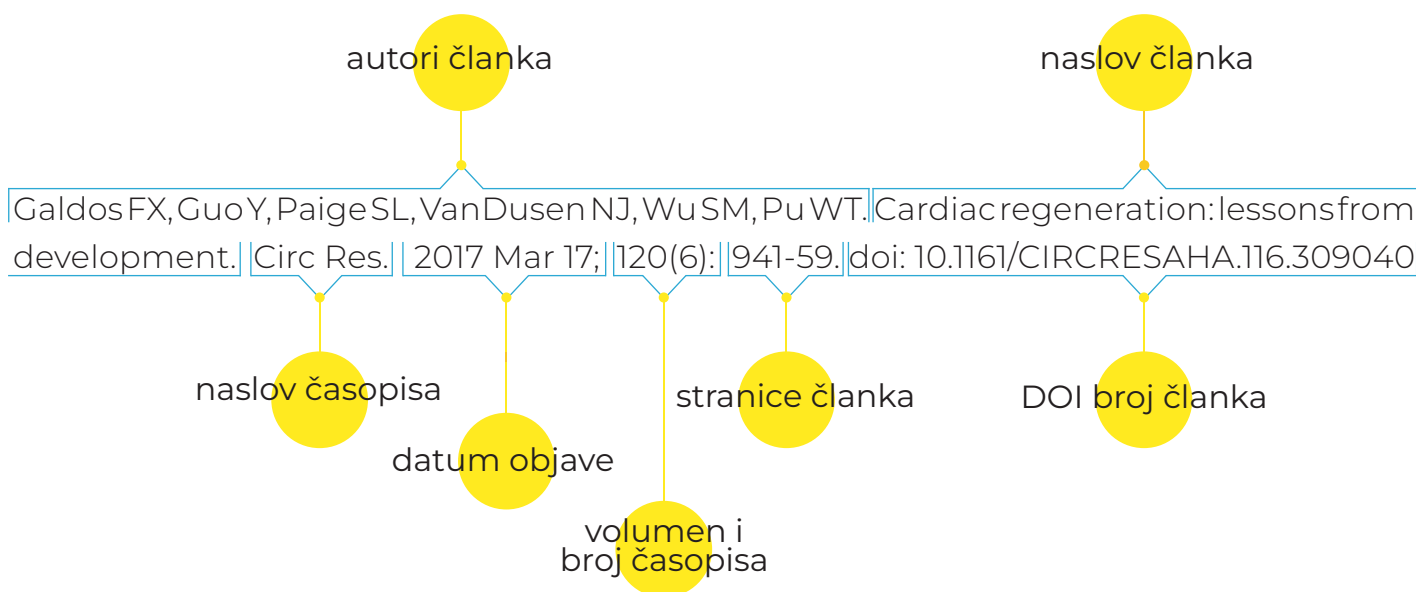 autori članka
naslov članka
Galdos FX, Guo Y, Paige SL, VanDusen NJ, Wu SM, Pu WT. Cardiac regeneration: lessons from
development. Circ Res. 2017 Mar 17; 120(6): 941-59. doi: 10.1161/CIRCRESAHA.116.309040
naslov časopisa
stranice članka
DOI broj članka
datum objave
volumen i
broj časopisa